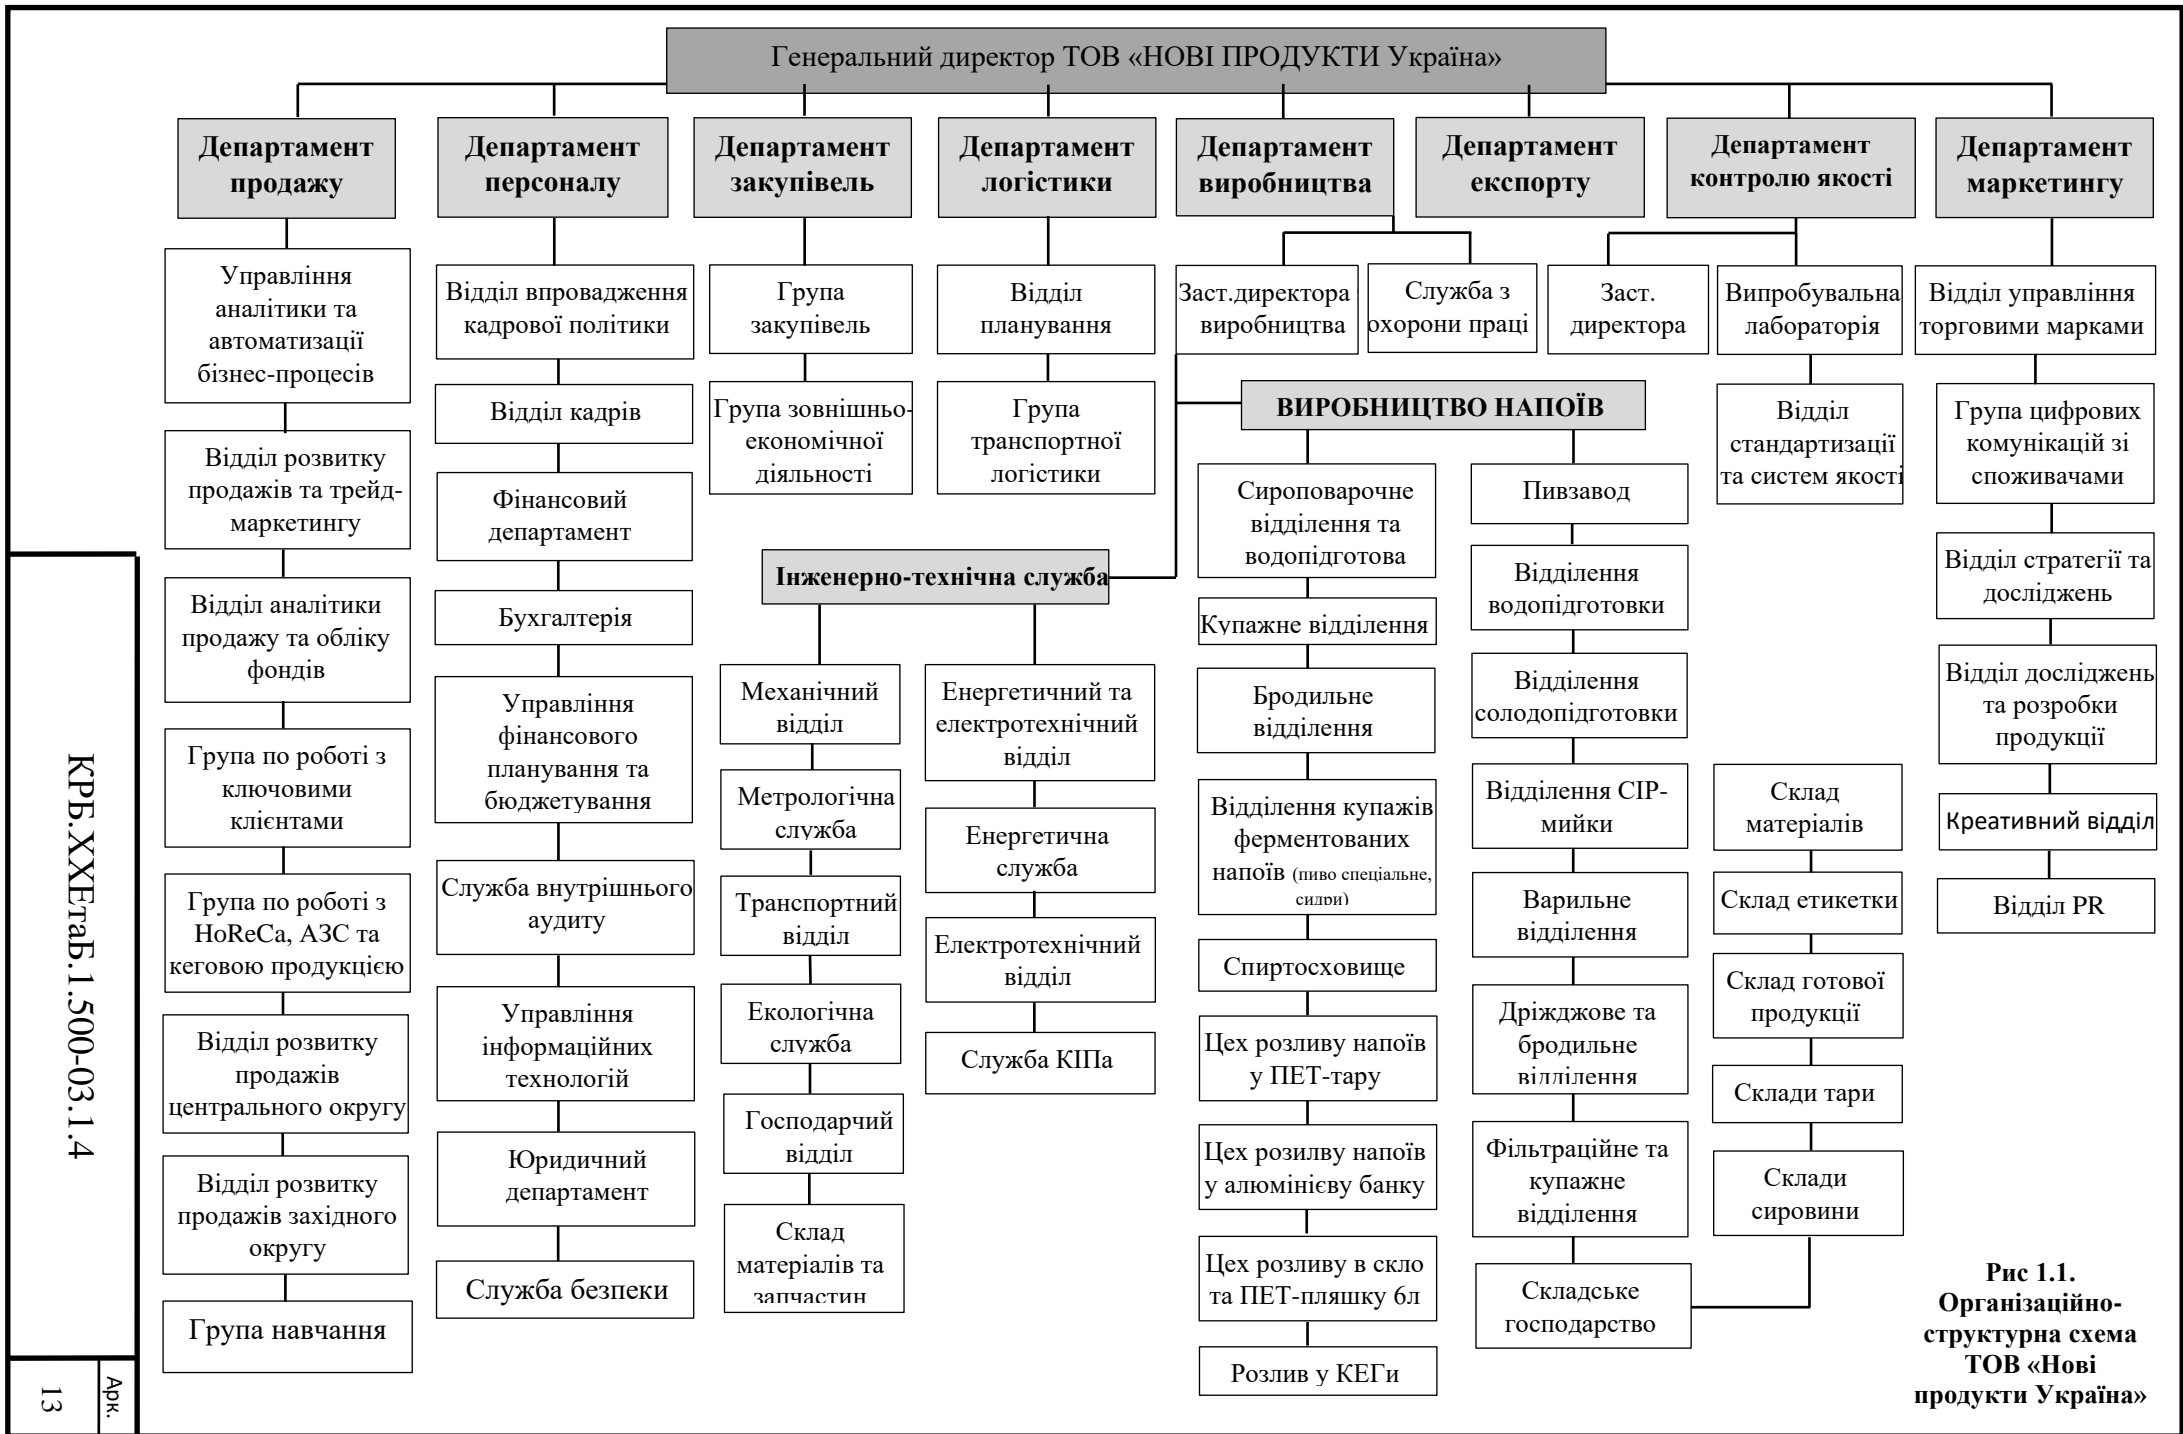 Генеральний директор ТОВ «НОВІ ПРОДУКТИ Україна»
Департамент
продажу
Департамент
персоналу
Департамент
закупівель
Департамент
логістики
Департамент
виробництва
Департамент
експорту
Департамент
контролю якості
Департамент
маркетингу
Управління
аналітики та
автоматизації
бізнес-процесів
Відділ розвитку
продажів та трейд-
маркетингу
Відділ аналітики
продажу та обліку
фондів
Група по роботі з
ключовими
клієнтами
Група по роботі з
HoReCa, АЗС та
кеговою продукцією
Відділ розвитку
продажів
центрального округу
Відділ розвитку
продажів західного
округу
Група навчання
Відділ впровадження
кадрової політики
Відділ кадрів
Фінансовий
департамент
Бухгалтерія
Управління
фінансового
планування та
бюджетування
Служба внутрішнього
аудиту
Управління
інформаційних
технологій
Юридичний
департамент
Служба безпеки
Група
закупівель
Група зовнішньо-
економічної
діяльності
Відділ
планування
Група
транспортної
логістики
Заст.директора
виробництва
Служба з
охорони праці
Заст.
директора
Випробувальна
лабораторія
Відділ
стандартизації
та систем якості
Відділ управління
торговими марками
Група цифрових
комунікацій зі
споживачами
Відділ стратегії та
досліджень
Відділ досліджень
та розробки
продукції
Креативний відділ
Відділ PR
ВИРОБНИЦТВО НАПОЇВ
Сироповарочне
відділення та
водопідготова
Купажне відділення
Бродильне
відділення
Відділення купажів
ферментованих
напоїв (пиво спеціальне,
сидри)
Спиртосховище
Цех розливу напоїв
у ПЕТ-тару
Цех розилву напоїв
у алюмінієву банку
Цех розливу в скло
та ПЕТ-пляшку 6л
Розлив у КЕГи
Пивзавод
Відділення
водопідготовки
Відділення
солодопідготовки
Відділення СІР-
мийки
Варильне
відділення
Дріжджове та
бродильне
відділення
Фільтраційне та
купажне
відділення
Складське
господарство
Склад
матеріалів
Склад етикетки
Склад готової
продукції
Склади тари
Склади
сировини
Інженерно-технічна служба
Механічний
відділ
Метрологічна
служба
Транспортний
відділ
Екологічна
служба
Господарчий
відділ
Склад
матеріалів та
запчастин
Енергетичний та
електротехнічний
відділ
Енергетична
служба
Електротехнічний
відділ
Служба КІПа
Рис 1.1.
Організаційно-
структурна схема
ТОВ «Нові
продукти Україна»
КРБ.ХХЕтаБ.1.500-03.1.4
Арк.
13